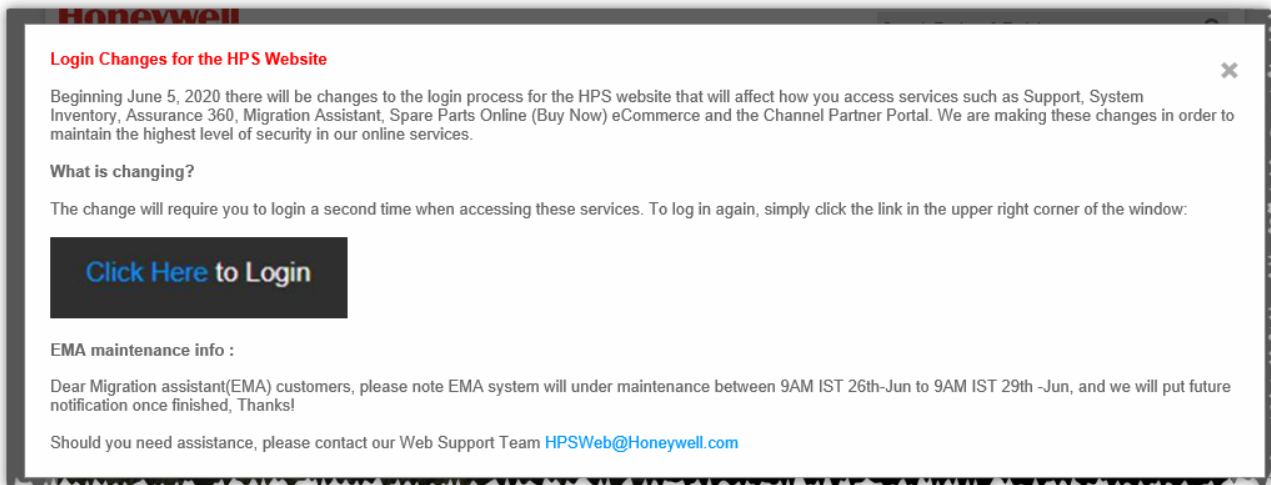 Honeywell
Login Changes for the HPS Website
Beginning June 5, 2020 there will be changes to the login process for the HPS website that will affect how you access services such as Support, System
Inventory, Assurance 360, Migration Assistant, Spare Parts Online (Buy Now) eCommerce and the Channel Partner Portal. We are making these changes in order to
maintain the highest level of security in our online services.
What is changing?
The change will require you to login a second time when accessing these services. To log in again, simply click the link in the upper right corner of the window:
Click Here to Login
EMA maintenance info :
Dear Migration assistant(EMA) customers, please note EMA system will under maintenance between 9AM IST 26th-Jun to 9AM IST 29th -Jun, and we will put future
notification once finished, Thanks!
Should you need assistance, please contact our Web Support Team HPSWeb@Honeywell.com